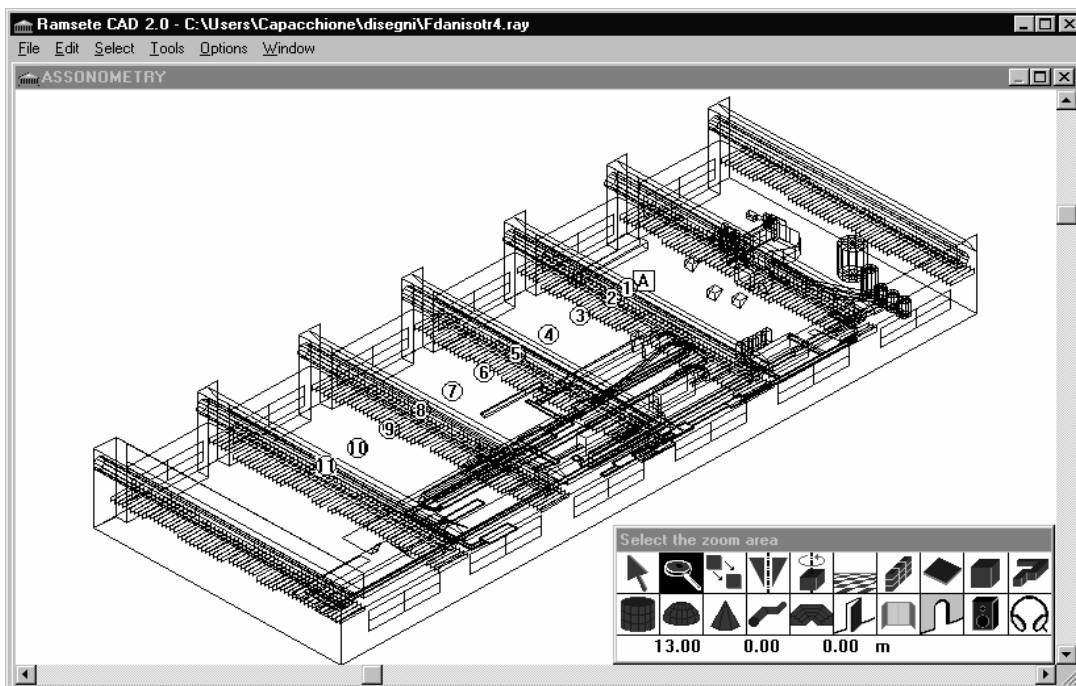 Ramsete CAD 2.0 - C:\Users\Capacchione\disegni\Fdanisotr4.ray
File Edit Select Tools Options Window
ASSONOMETRY
A
1
2
3
4
5
6
7
8
9
10
11
Select the zoom area
13.00 0.00 0.00 m